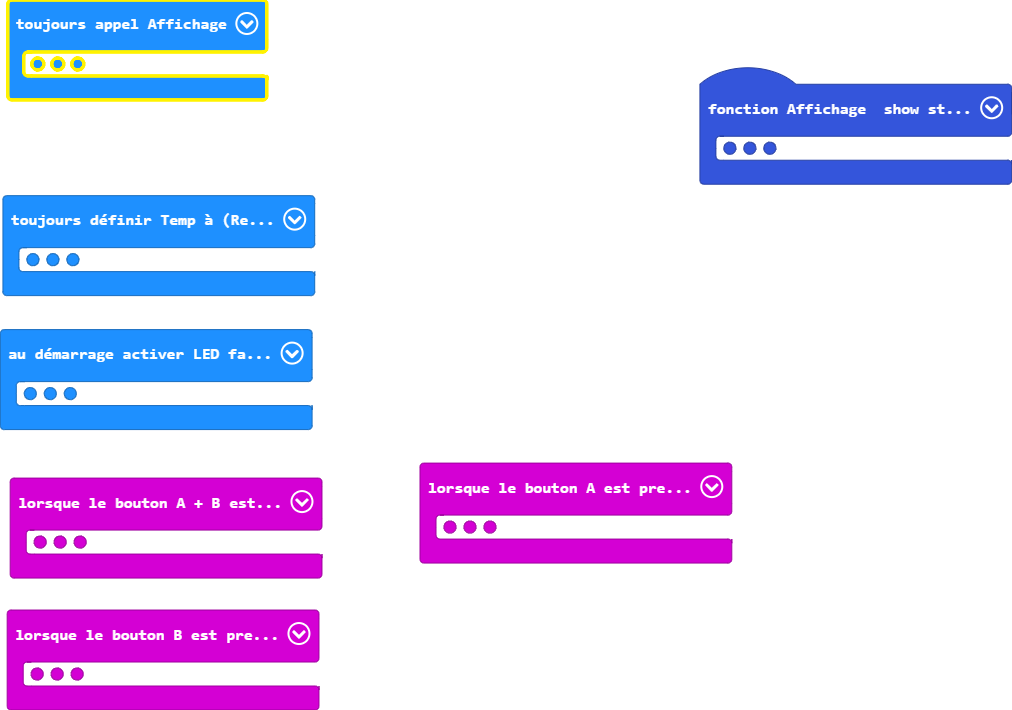 toujours appel Affichage
fonction Affichage  show st...
toujours définir Temp à (Re...
au démarrage activer LED fa...
lorsque le bouton A + B est...
lorsque le bouton A est pre...
lorsque le bouton B est pre...